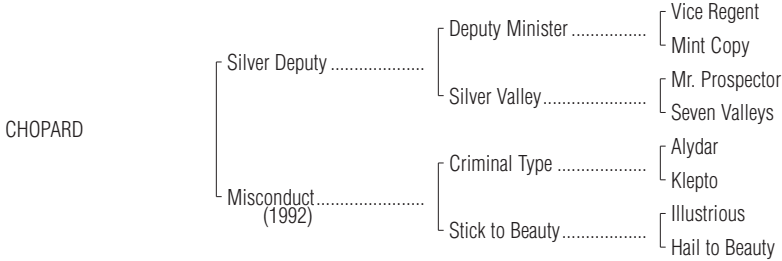 Vice Regent
Deputy Minister ................
Mint Copy
Silver Deputy ....................
Mr. Prospector
Silver Valley......................
Seven Valleys
CHOPARD
Alydar
Criminal Type ...................
Klepto
Misconduct.......................
(1992)
Illustrious
Stick to Beauty..................
Hail to Beauty